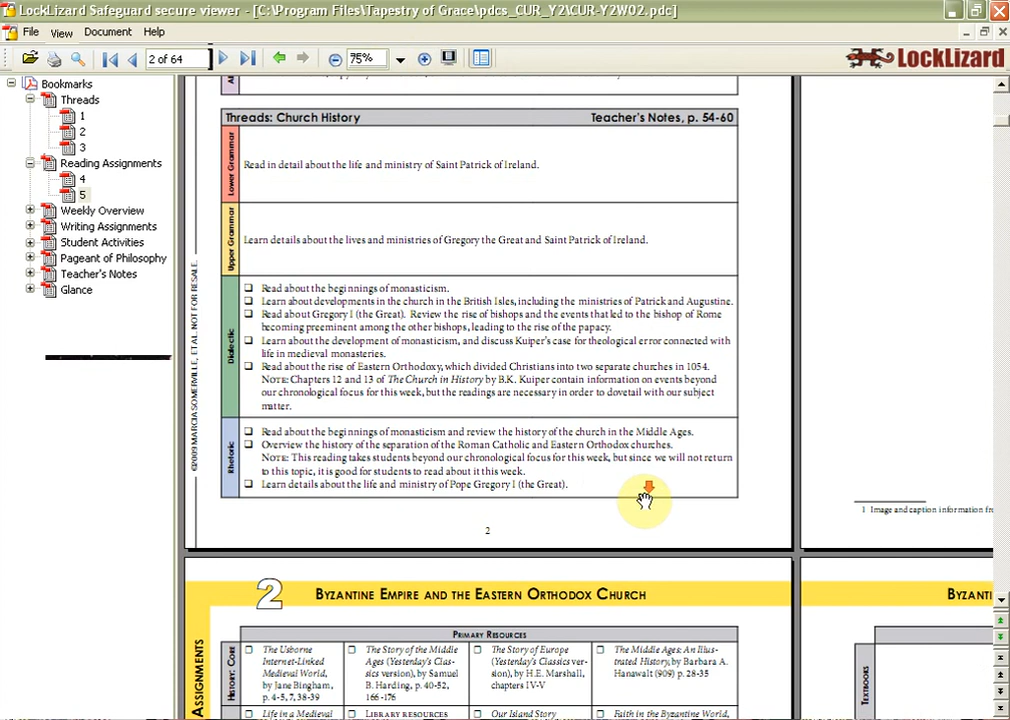 LockLizard Safeguard secure viewer - [C:\Program Files\Tapestry of Grace\pdcs_CUR_Y2\CUR-Y2W02.pdc]
File View Document Help
2 of 64
75%
LOCKLIZARD
Bookmarks
Threads
1
2
3
Reading Assignments
4
5
Weekly Overview
Writing Assignments
Student Activities
Pageant of Philosophy
Teacher's Notes
Glance
©2009 MARCIA SOMERVILLE, ET AL. NOT FOR RESALE.
Threads: Church History Teacher's Notes, p. 54-60
Lower Grammar
Read in detail about the life and ministry of Saint Patrick of Ireland.
Upper Grammar
Learn details about the lives and ministries of Gregory the Great and Saint Patrick of Ireland.
Dialectic
Read about the beginnings of monasticism.
Learn about developments in the church in the British Isles, including the ministries of Patrick and Augustine.
Read about Gregory I (the Great). Review the rise of bishops and the events that led to the bishop of Rome
becoming preeminent among the other bishops, leading to the rise of the papacy.
Learn about the development of monasticism, and discuss Kuiper's case for theological error connected with
life in medieval monasteries.
Read about the rise of Eastern Orthodoxy, which divided Christians into two separate churches in 1054.
NOTE: Chapters 12 and 13 of The Church in History by B.K. Kuiper contain information on events beyond
our chronological focus for this week, but the readings are necessary in order to dovetail with our subject
matter.
Rhetoric
Read about the beginnings of monasticism and review the history of the church in the Middle Ages.
Overview the history of the separation of the Roman Catholic and Eastern Orthodox churches.
NOTE: This reading takes students beyond our chronological focus for this week, but since we will not return
to this topic, it is good for students to read about it this week.
Learn details about the life and ministry of Pope Gregory I (the Great).
2
1 Image and caption information fr
2 BYZANTINE EMPIRE AND THE EASTERN ORTHODOX CHURCH
BYZANTI
ASSIGNMENTS
PRIMARY RESOURCES
HISTORY: CORE
The Usborne
Internet-Linked
Medieval World,
by Jane Bingham,
p. 4-5, 7, 38-39
The Story of the Middle
Ages (Yesterday's Clas-
sics version), by Samuel
B. Harding, p. 40-52,
166-176
The Story of Europe
(Yesterday's Classics ver-
sion), by H.E. Marshall,
chapters IV-V
The Middle Ages: An Illus-
trated History, by Barbara A.
Hanawalt (909) p. 28-35
TEXTBOOKS
Life in a Medieval
LIBRARY RESOURCES
Our Island Story
Faith in the Byzantine World,